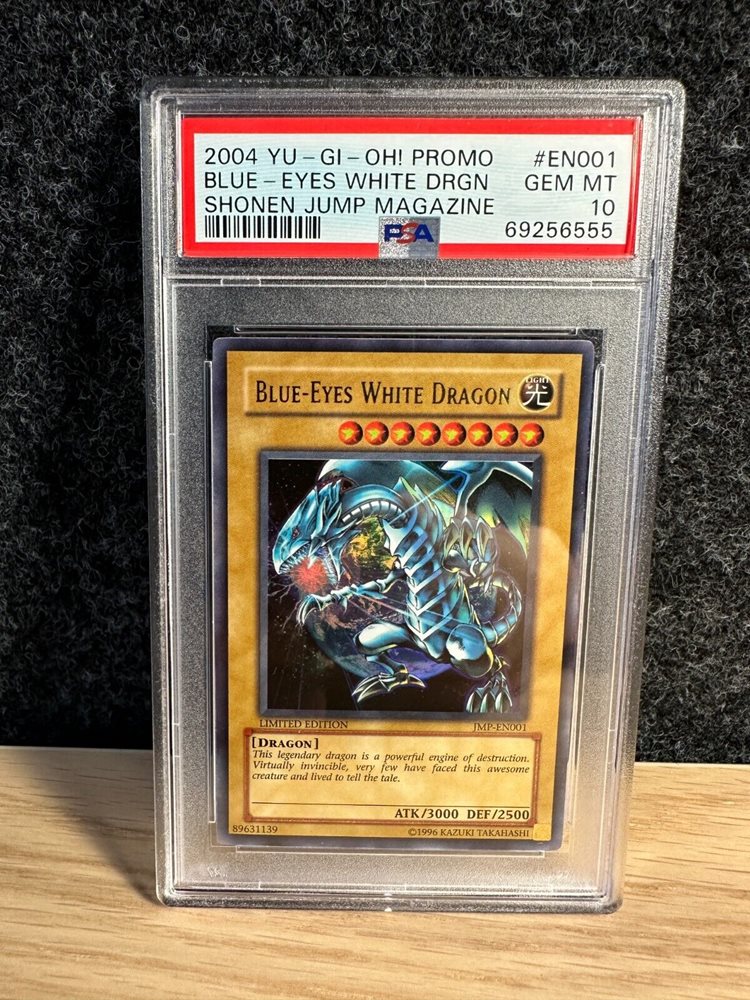 2004 YU-GI-OH! PROMO #EN001
BLUE-EYES WHITE DRGN GEM MT
SHONEN JUMP MAGAZINE 10
PSA 69256555
BLUE-EYES WHITE DRAGON LIGHT 光
LIMITED EDITION JMP-EN001
[DRAGON]
This legendary dragon is a powerful engine of destruction.
Virtually invincible, very few have faced this awesome
creature and lived to tell the tale.
ATK/3000 DEF/2500
89631139 ©1996 KAZUKI TAKAHASHI